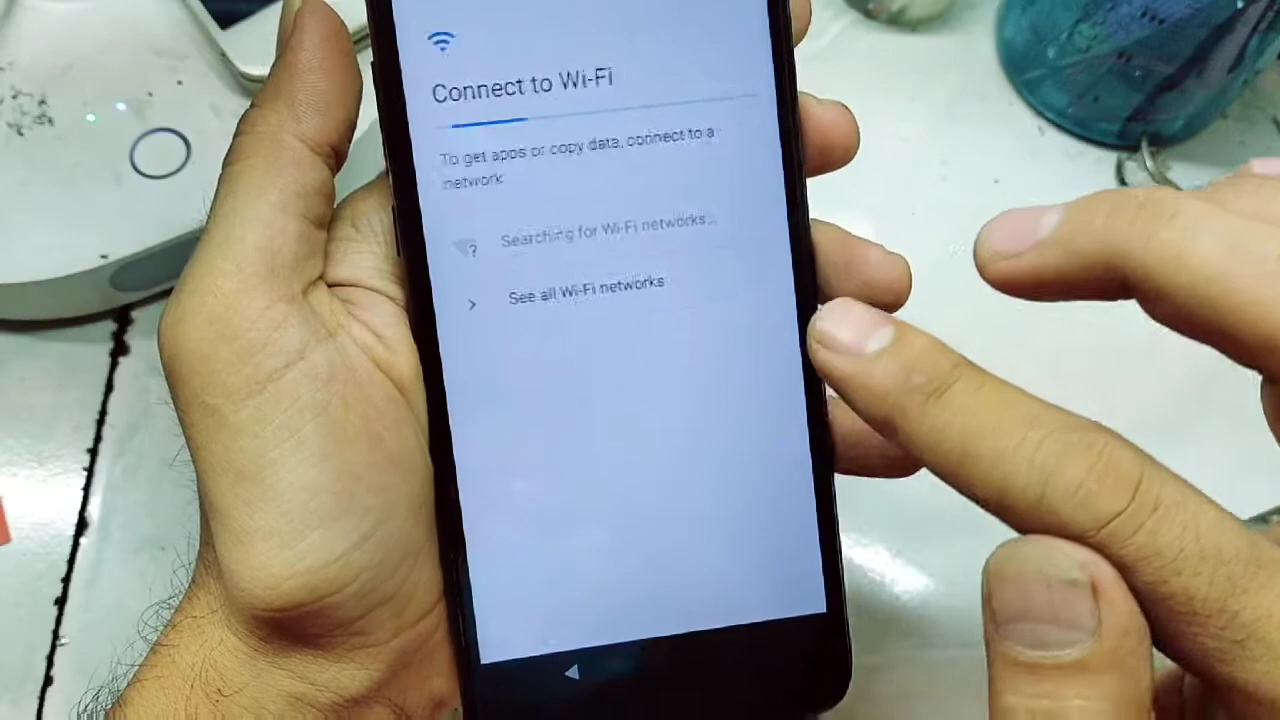 Connect to Wi-Fi
To get apps or copy data, connect to a
network
Searching for Wi-Fi networks...
See all Wi-Fi networks